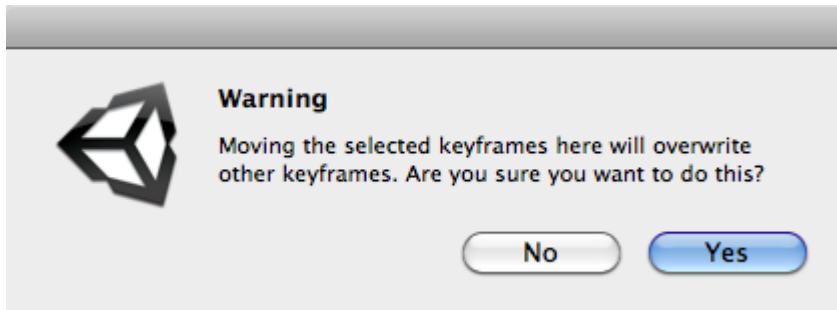 Warning
Moving the selected keyframes here will overwrite
other keyframes. Are you sure you want to do this?
No
Yes